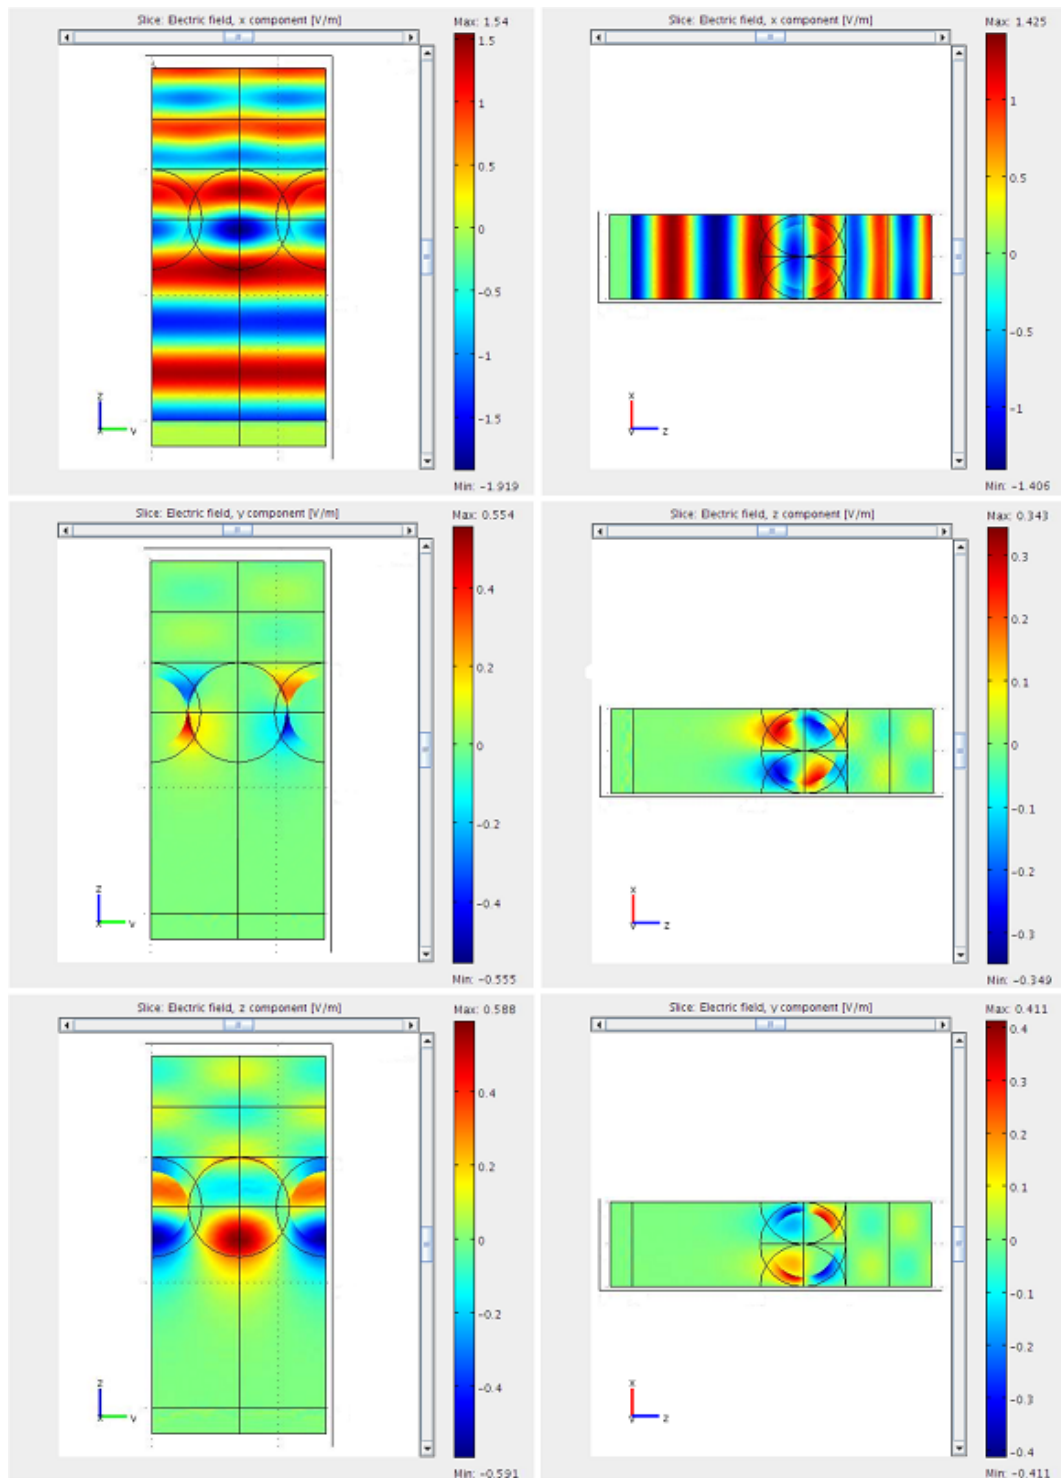 Slice: Electric field, x component [V/m]
Max: 1.54
1.5
1
0.5
0
-0.5
-1
-1.5
Min: -1.919
z
x
y
Slice: Electric field, x component [V/m]
Max: 1.425
1
0.5
0
-0.5
-1
Min: -1.406
x
y
z
Slice: Electric field, y component [V/m]
Max: 0.554
0.4
0.2
0
-0.2
-0.4
Min: -0.555
z
x
y
Slice: Electric field, z component [V/m]
Max: 0.343
0.3
0.2
0.1
0
-0.1
-0.2
-0.3
Min: -0.349
x
y
z
Slice: Electric field, z component [V/m]
Max: 0.588
0.4
0.2
0
-0.2
-0.4
Min: -0.591
z
x
y
Slice: Electric field, y component [V/m]
Max: 0.411
0.4
0.3
0.2
0.1
0
-0.1
-0.2
-0.3
-0.4
Min: -0.411
x
y
z